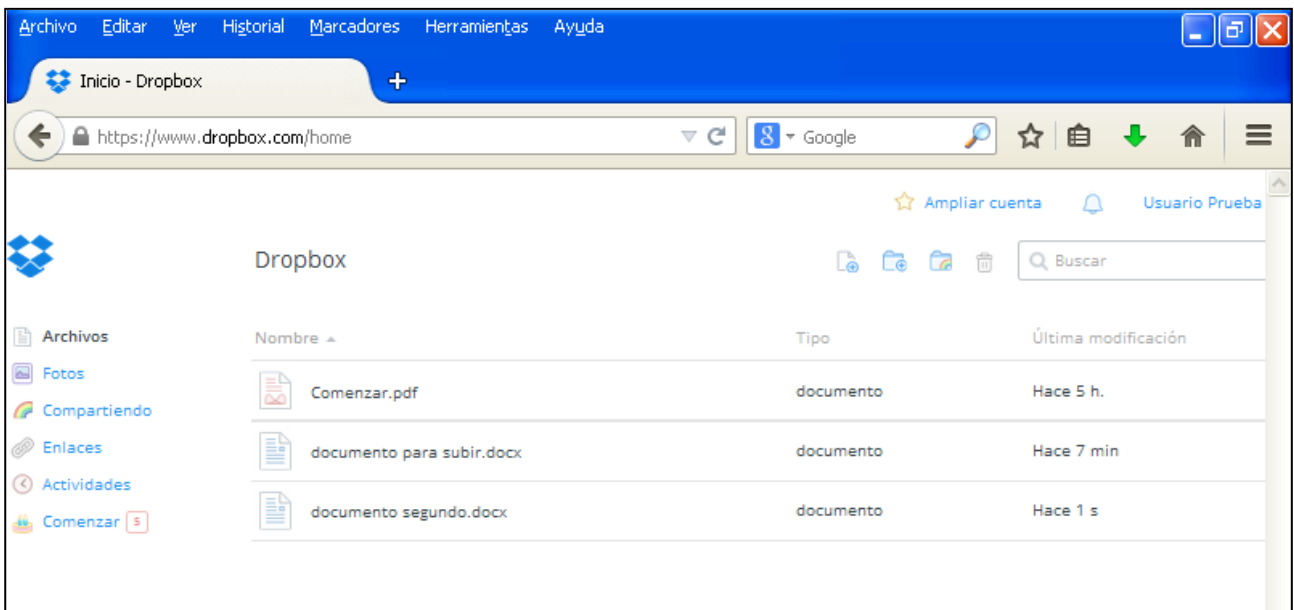 Archivo Editar Ver Historial Marcadores Herramientas Ayuda
Inicio - Dropbox
https://www.dropbox.com/home 8 Google
Ampliar cuenta Usuario Prueba
Dropbox Buscar
Archivos Nombre Tipo Última modificación
Fotos
Comenzar.pdf documento Hace 5 h.
Compartiendo
Enlaces documento para subir.docx documento Hace 7 min
Actividades
documento segundo.docx documento Hace 1 s
Comenzar 5